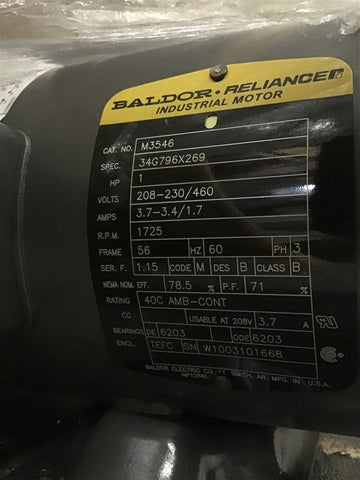 BALDOR • RELIANCE
INDUSTRIAL MOTOR
CAT. NO. M3546
SPEC. 34G796X269
HP 1
VOLTS 208-230/460
AMPS 3.7-3.4/1.7
R.P.M. 1725
FRAME 56 HZ 60 PH 3
SER. F. 1.15 CODE M DES B CLASS B
NEMA NOM. EFF. 78.5 % P.F. 71 %
RATING 40C AMB-CONT
CC USABLE AT 208V 3.7 A
BEARINGS DE 6203 ODE 6203
ENCL. TEFC SN W100310166B
BALDOR ELECTRIC CO. FT. SMITH, AR. MFG. IN U.S.A.
NP1256L